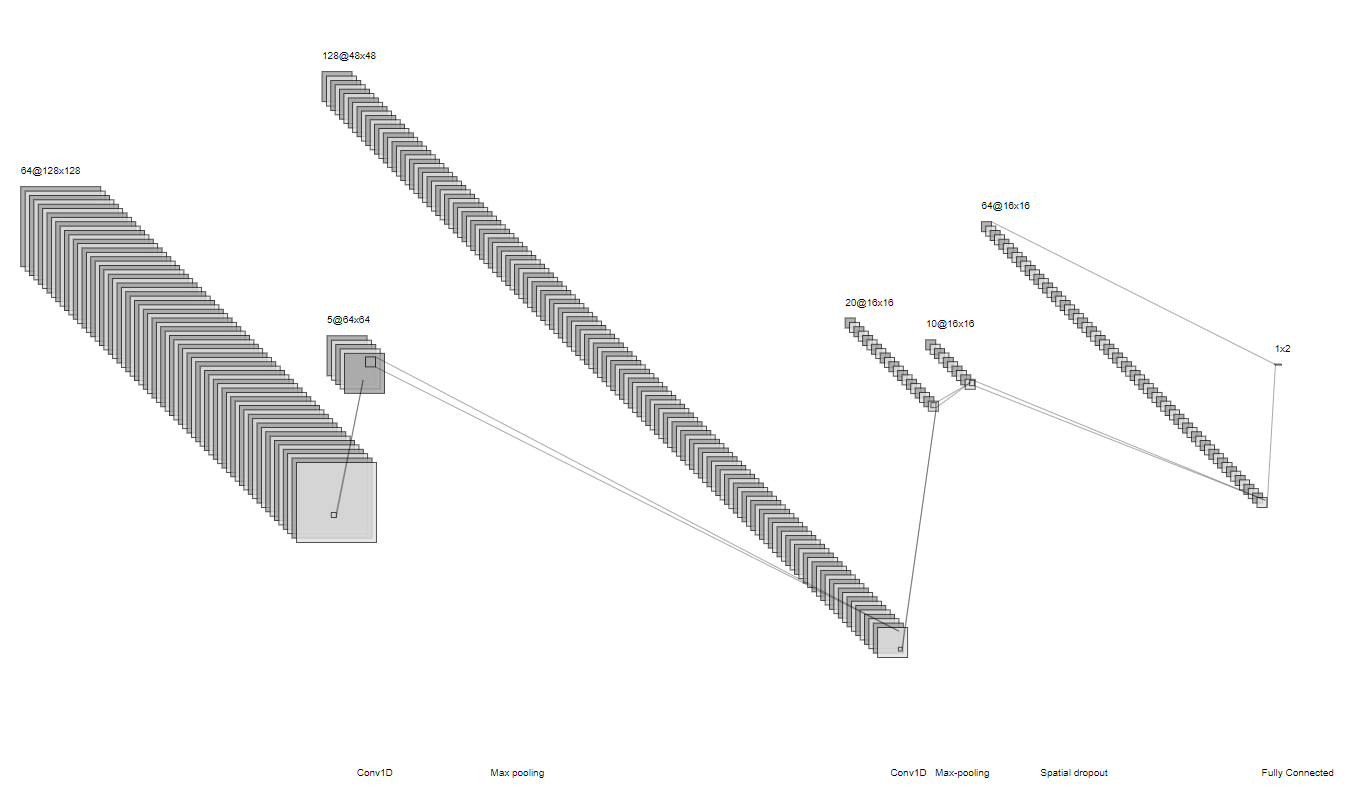 128@48x48
64@128x128
64@16x16
20@16x16
5@64x64
10@16x16
1x2
Conv1D
Max pooling
Conv1D
Max-pooling
Spatial dropout
Fully Connected